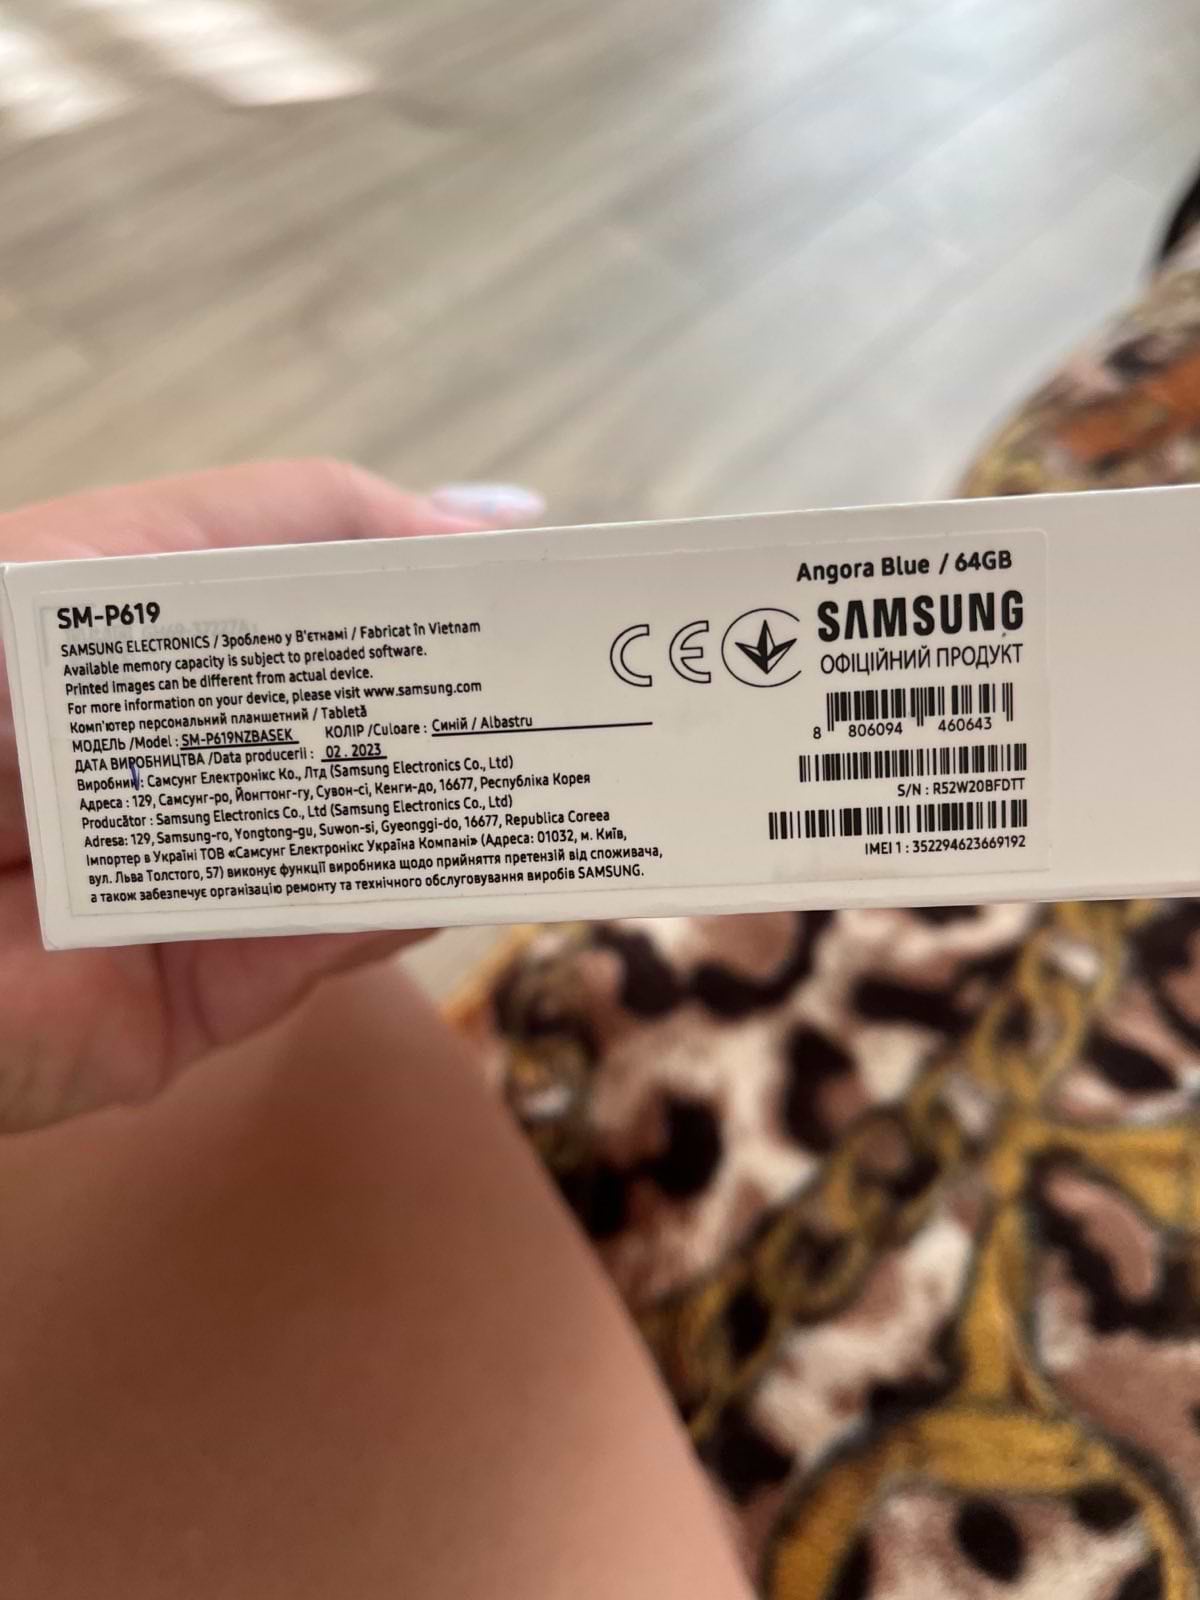 SM-P619
SAMSUNG ELECTRONICS / Зроблено у В'єтнамі / Fabricat în Vietnam
Available memory capacity is subject to preloaded software.
Printed images can be different from actual device.
For more information on your device, please visit www.samsung.com
Комп'ютер персональний планшетний / Tabletă
МОДЕЛЬ /Model : SM-P619NZBASEK КОЛІР /Culoare : Синій / Albastru
ДАТА ВИРОБНИЦТВА /Data producerii : 02 . 2023
Виробник : Самсунг Електронікс Ко., Лтд (Samsung Electronics Co., Ltd)
Адреса : 129, Самсунг-ро, Йонгтонг-гу, Сувон-сі, Кенги-до, 16677, Республіка Корея
Producător : Samsung Electronics Co., Ltd (Samsung Electronics Co., Ltd)
Adresa: 129, Samsung-ro, Yongtong-gu, Suwon-si, Gyeonggi-do, 16677, Republica Coreea
Імпортер в Україні ТОВ «Самсунг Електронікс Україна Компані» (Адреса: 01032, м. Київ,
вул. Льва Толстого, 57) виконує функції виробника щодо прийняття претензій від споживача,
а також забезпечує організацію ремонту та технічного обслуговування виробів SAMSUNG.
CE
Angora Blue / 64GB
SAMSUNG
ОФІЦІЙНИЙ ПРОДУКТ
8 806094 460643
S/N : R52W20BFDTT
IMEI 1 : 352294623669192